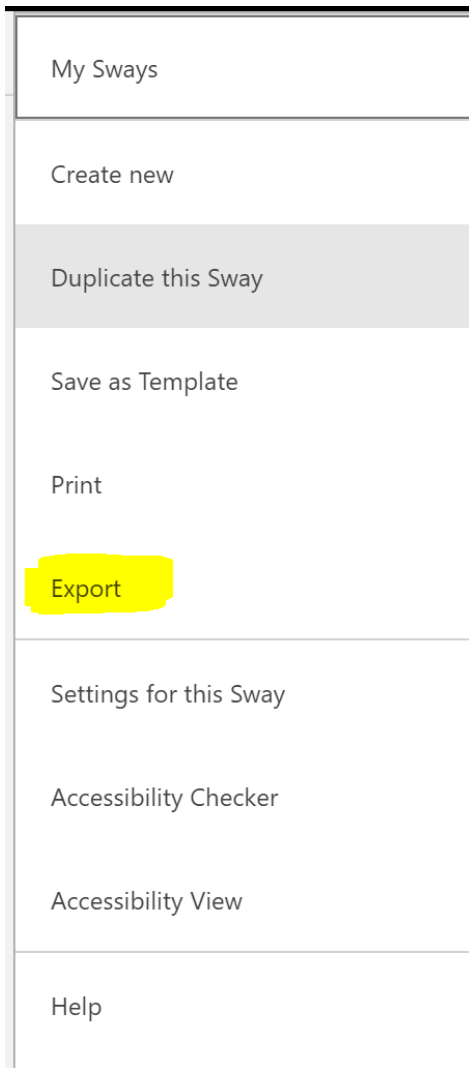 My Sways
Create new
Duplicate this Sway
Save as Template
Print
Export
Settings for this Sway
Accessibility Checker
Accessibility View
Help